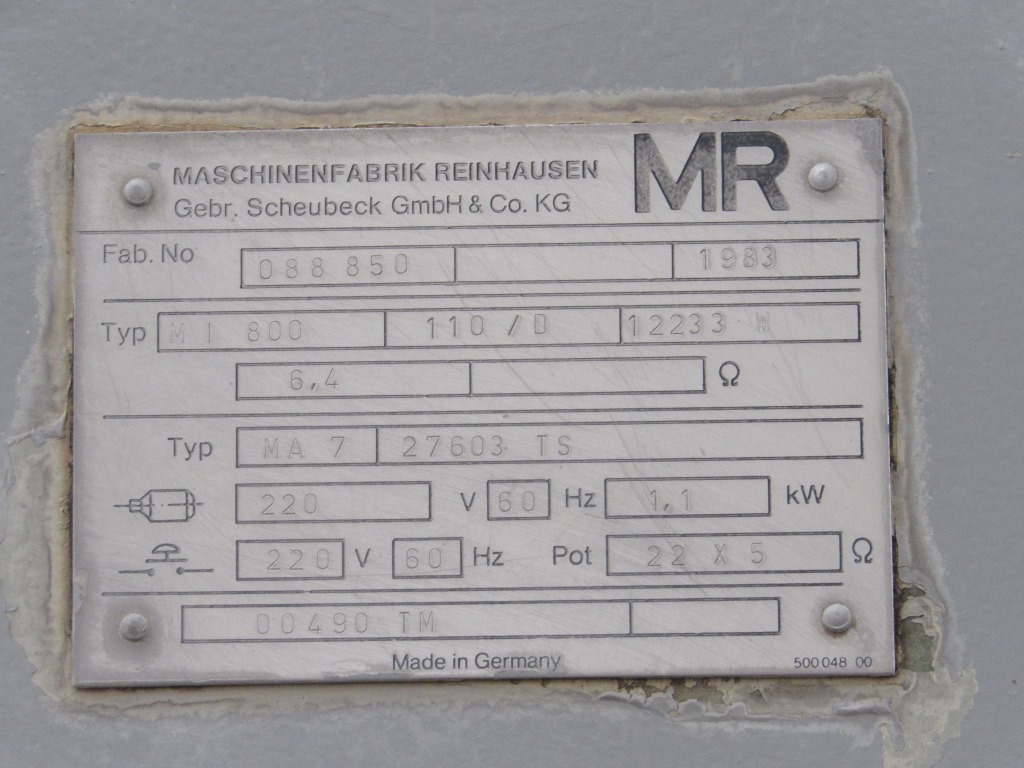 MASCHINENFABRIK REINHAUSEN MR
Gebr. Scheubeck GmbH & Co. KG
Fab. No 088 850 1983
Typ M I 800 110 / D 12233 W
6,4 Ω
Typ MA 7 27603 TS
220 V 60 Hz 1,1 kW
220 V 60 Hz Pot 22 X 5 Ω
00490 TM
Made in Germany 500 048 00